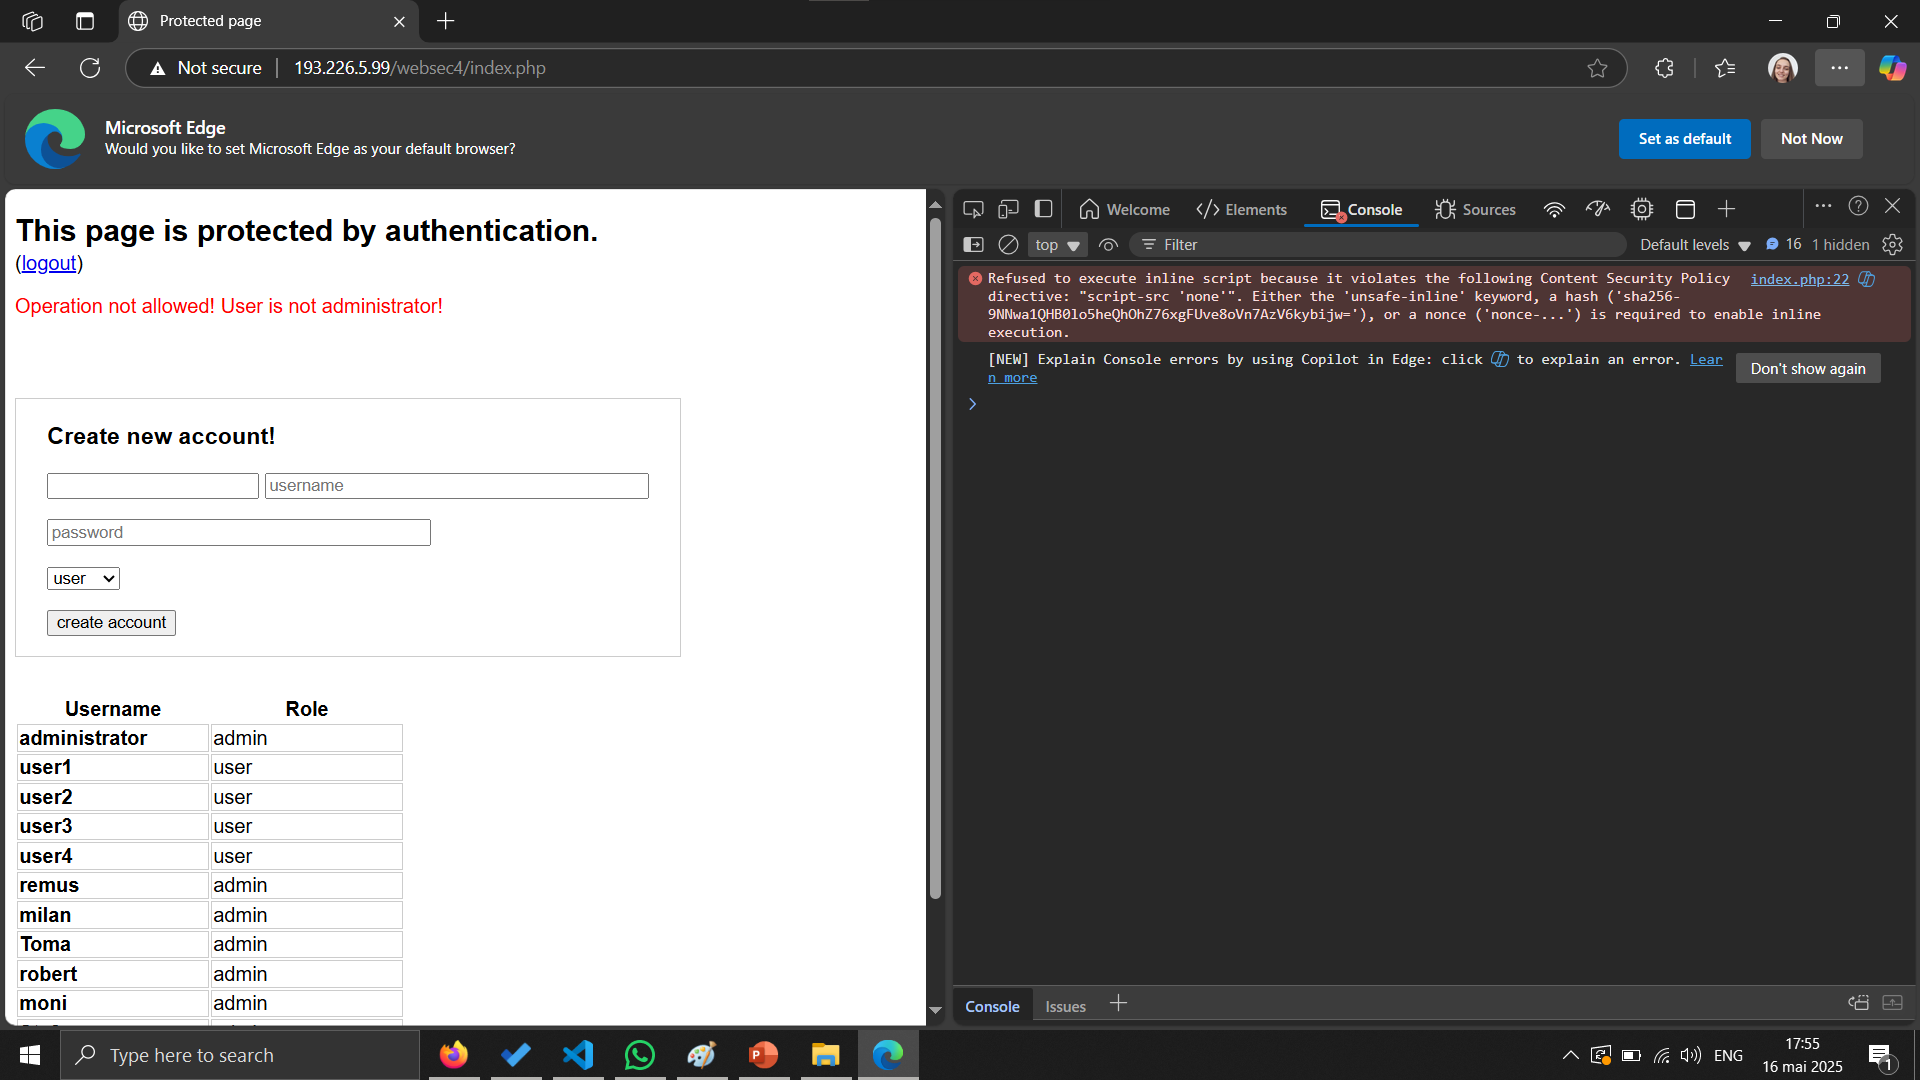 Protected page
Not secure
193.226.5.99/websec4/index.php
Microsoft Edge
Would you like to set Microsoft Edge as your default browser?
Set as default
Not Now
This page is protected by authentication.
(logout)
Operation not allowed! User is not administrator!
Create new account!
username
password
user
create account
Username Role
administrator admin
user1 user
user2 user
user3 user
user4 user
remus admin
milan admin
Toma admin
robert admin
moni admin
Welcome
Elements
Console
Sources
top
Filter
Default levels
16
1 hidden
Refused to execute inline script because it violates the following Content Security Policy index.php:22
directive: "script-src 'none'". Either the 'unsafe-inline' keyword, a hash ('sha256-
9NNwa1QHB0lo5heQhOhZ76xgFUve8oVn7AzV6kybijw='), or a nonce ('nonce-...') is required to enable inline
execution.
[NEW] Explain Console errors by using Copilot in Edge: click to explain an error. Lear
n more
Don't show again
Console
Issues
Type here to search
ENG
17:55
16 mai 2025
1